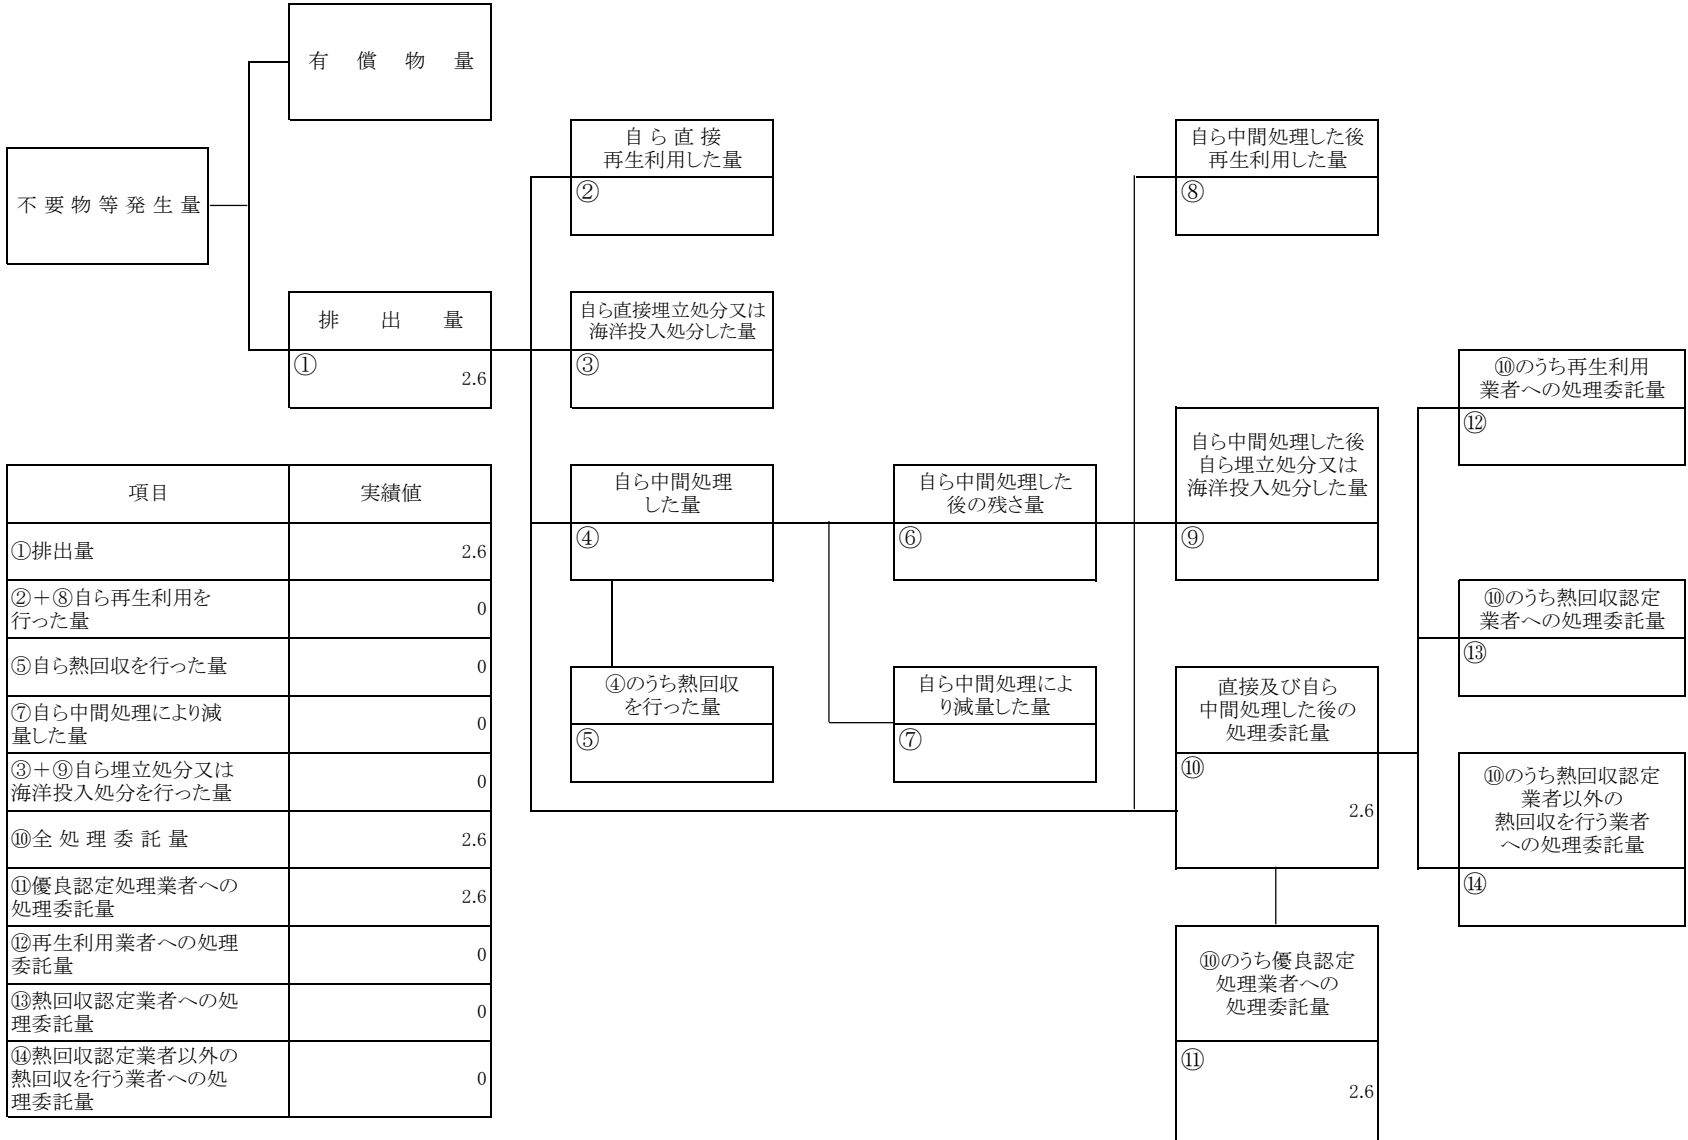 有償物量
不要物等発生量
排出量
①
2.6
自ら直接
再生利用した量
②
自ら直接埋立処分又は
海洋投入処分した量
③
自ら中間処理
した量
④
④のうち熱回収
を行った量
⑤
自ら中間処理した
後の残さ量
⑥
自ら中間処理によ
り減量した量
⑦
自ら中間処理した後
再生利用した量
⑧
自ら中間処理した後
自ら埋立処分又は
海洋投入処分した量
⑨
直接及び自ら
中間処理した後の
処理委託量
⑩
2.6
⑩のうち優良認定
処理業者への
処理委託量
⑪
2.6
⑩のうち再生利用
業者への処理委託量
⑫
⑩のうち熱回収認定
業者への処理委託量
⑬
⑩のうち熱回収認定
業者以外の
熱回収を行う業者
への処理委託量
⑭
項目 実績値
①排出量 2.6
②＋⑧自ら再生利用を
行った量 0
⑤自ら熱回収を行った量 0
⑦自ら中間処理により減
量した量 0
③＋⑨自ら埋立処分又は
海洋投入処分を行った量 0
⑩全処理委託量 2.6
⑪優良認定処理業者への
処理委託量 2.6
⑫再生利用業者への処理
委託量 0
⑬熱回収認定業者への処
理委託量 0
⑭熱回収認定業者以外の
熱回収を行う業者への処
理委託量 0